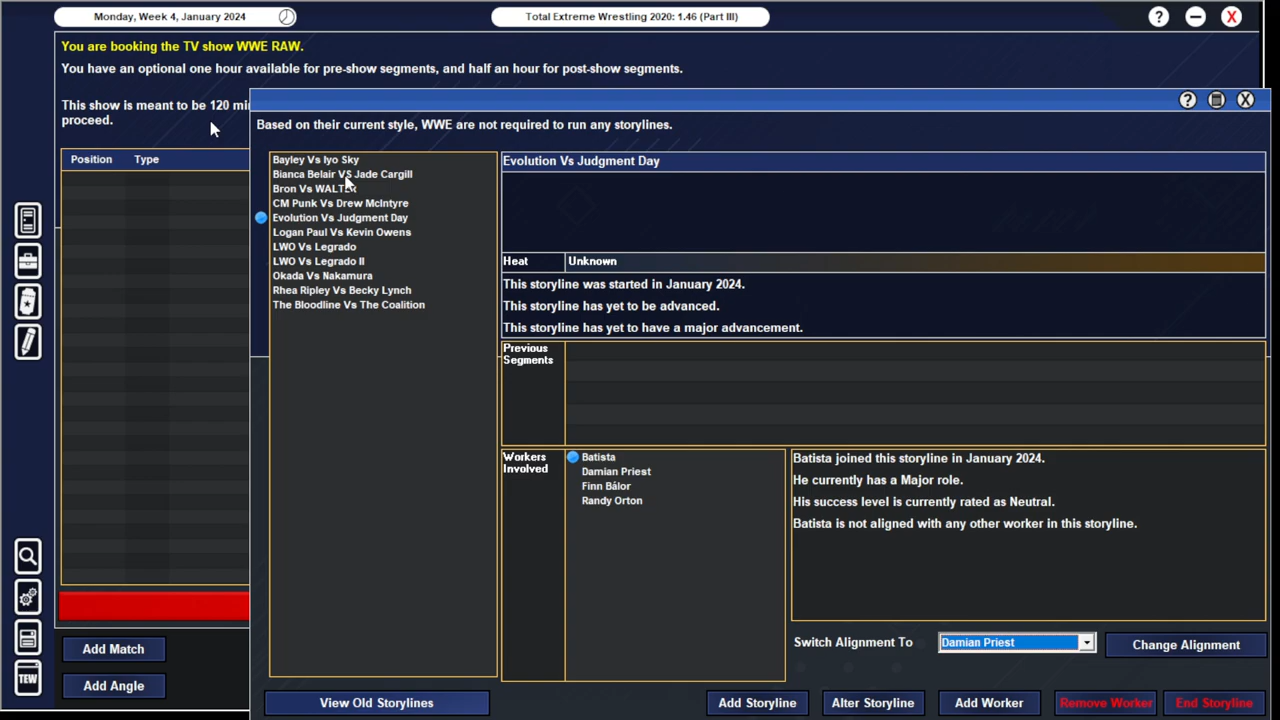 Monday, Week 4, January 2024
Total Extreme Wrestling 2020: 1.46 (Part III)
?
X
You are booking the TV show WWE RAW.
You have an optional one hour available for pre-show segments, and half an hour for post-show segments.
This show is meant to be 120 min
proceed.
?
X
Based on their current style, WWE are not required to run any storylines.
Position
Type
Bayley Vs Iyo Sky
Bianca Belair VS Jade Cargill
Bron Vs WALTER
CM Punk Vs Drew McIntyre
Evolution Vs Judgment Day
Logan Paul Vs Kevin Owens
LWO Vs Legrado
LWO Vs Legrado II
Okada Vs Nakamura
Rhea Ripley Vs Becky Lynch
The Bloodline Vs The Coalition
Evolution Vs Judgment Day
Heat
Unknown
This storyline was started in January 2024.
This storyline has yet to be advanced.
This storyline has yet to have a major advancement.
Previous
Segments
Workers
Involved
Batista
Damian Priest
Finn Bálor
Randy Orton
Batista joined this storyline in January 2024.
He currently has a Major role.
His success level is currently rated as Neutral.
Batista is not aligned with any other worker in this storyline.
Switch Alignment To
Damian Priest
Change Alignment
Add Match
Add Angle
TEW
View Old Storylines
Add Storyline
Alter Storyline
Add Worker
Remove Worker
End Storyline